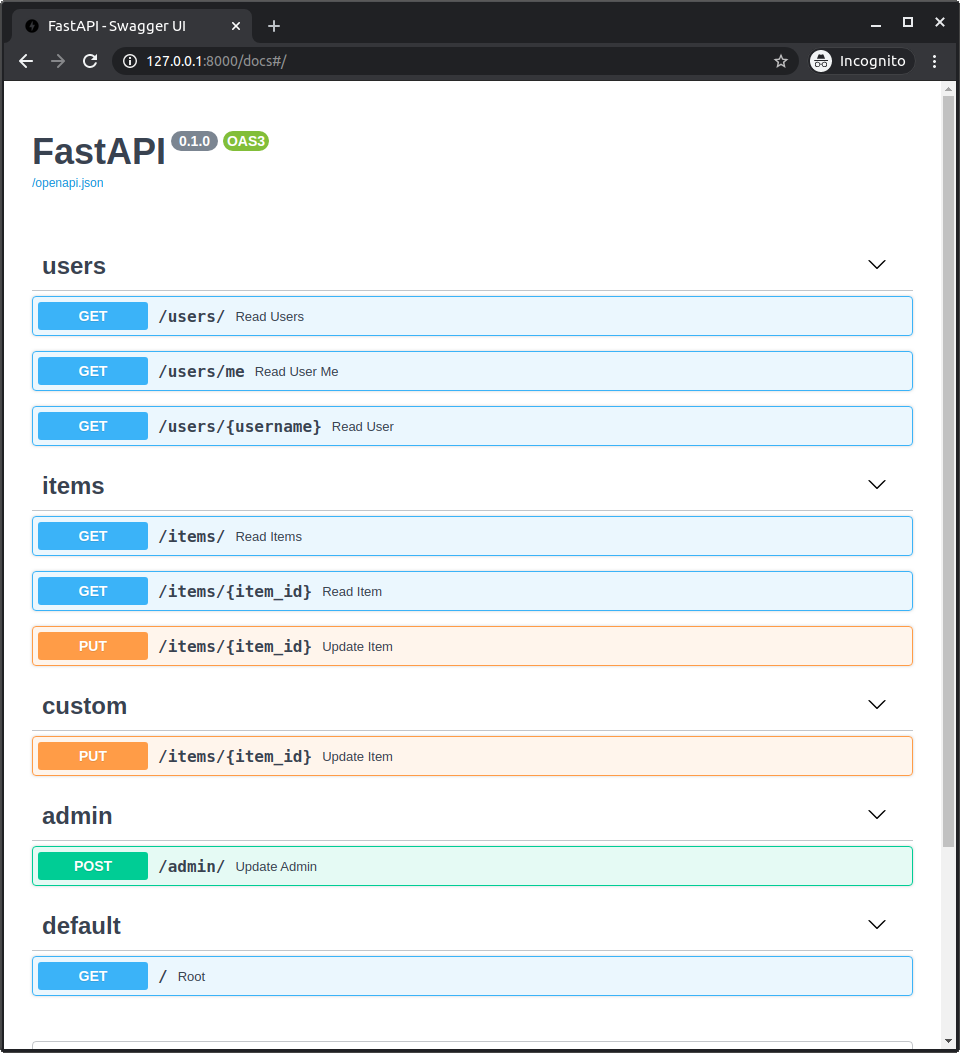 FastAPI - Swagger UI
127.0.0.1:8000/docs#/
Incognito
FastAPI 0.1.0 OAS3
/openapi.json
users
GET /users/ Read Users
GET /users/me Read User Me
GET /users/{username} Read User
items
GET /items/ Read Items
GET /items/{item_id} Read Item
PUT /items/{item_id} Update Item
custom
PUT /items/{item_id} Update Item
admin
POST /admin/ Update Admin
default
GET / Root